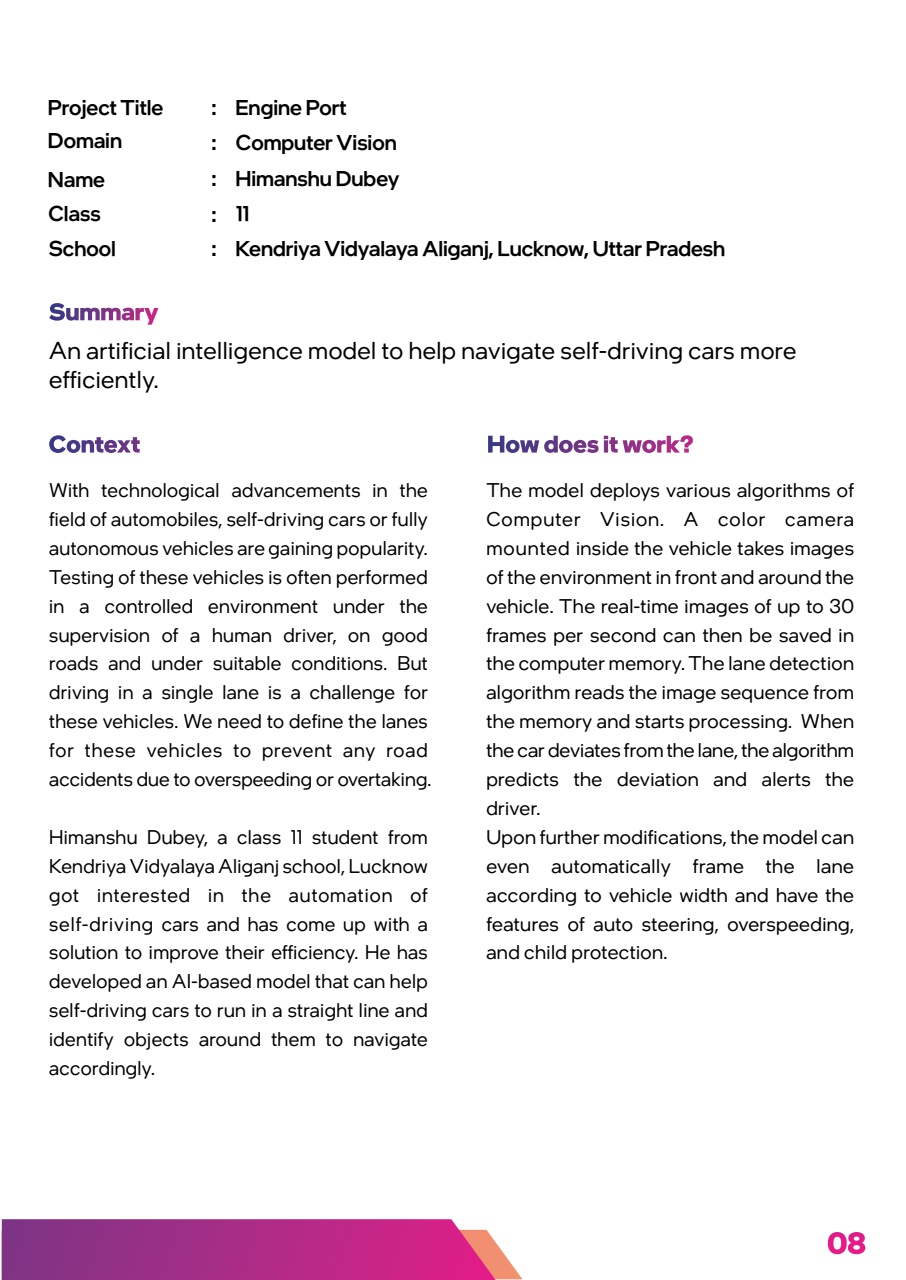 Project Title : Engine Port
Domain : Computer Vision
Name : Himanshu Dubey
Class : 11
School : Kendriya Vidyalaya Aliganj, Lucknow, Uttar Pradesh
Summary
An artificial intelligence model to help navigate self-driving cars more
efficiently.
Context
With technological advancements in the
field of automobiles, self-driving cars or fully
autonomous vehicles are gaining popularity.
Testing of these vehicles is often performed
in a controlled environment under the
supervision of a human driver, on good
roads and under suitable conditions. But
driving in a single lane is a challenge for
these vehicles. We need to define the lanes
for these vehicles to prevent any road
accidents due to overspeeding or overtaking.
Himanshu Dubey, a class 11 student from
Kendriya Vidyalaya Aliganj school, Lucknow
got interested in the automation of
self-driving cars and has come up with a
solution to improve their efficiency. He has
developed an AI-based model that can help
self-driving cars to run in a straight line and
identify objects around them to navigate
accordingly.
How does it work?
The model deploys various algorithms of
Computer Vision. A color camera
mounted inside the vehicle takes images
of the environment in front and around the
vehicle. The real-time images of up to 30
frames per second can then be saved in
the computer memory. The lane detection
algorithm reads the image sequence from
the memory and starts processing. When
the car deviates from the lane, the algorithm
predicts the deviation and alerts the
driver.
Upon further modifications, the model can
even automatically frame the lane
according to vehicle width and have the
features of auto steering, overspeeding,
and child protection.
08